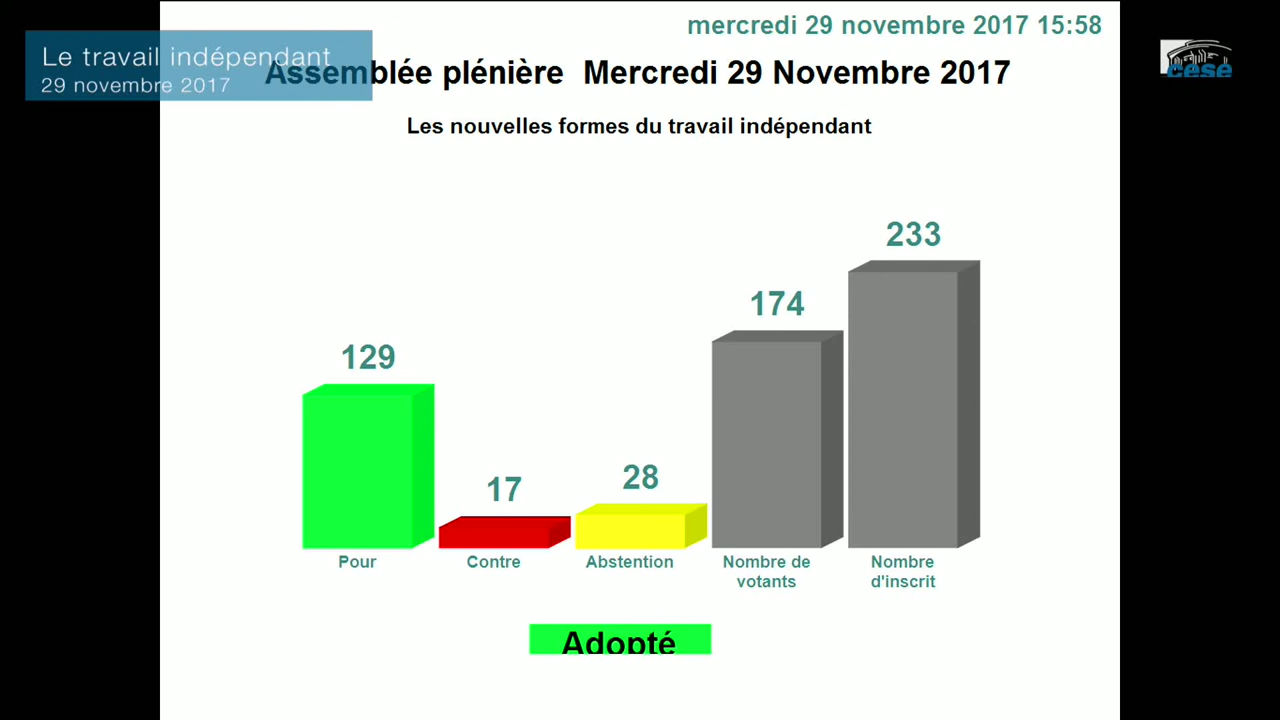 mercredi 29 novembre 2017 15:58
Le travail indépendant
29 novembre 2017
Assemblée plénière Mercredi 29 Novembre 2017
cese
Les nouvelles formes du travail indépendant
233
174
129
28
17
Pour
Contre
Abstention
Nombre de
votants
Nombre
d'inscrit
Adopté